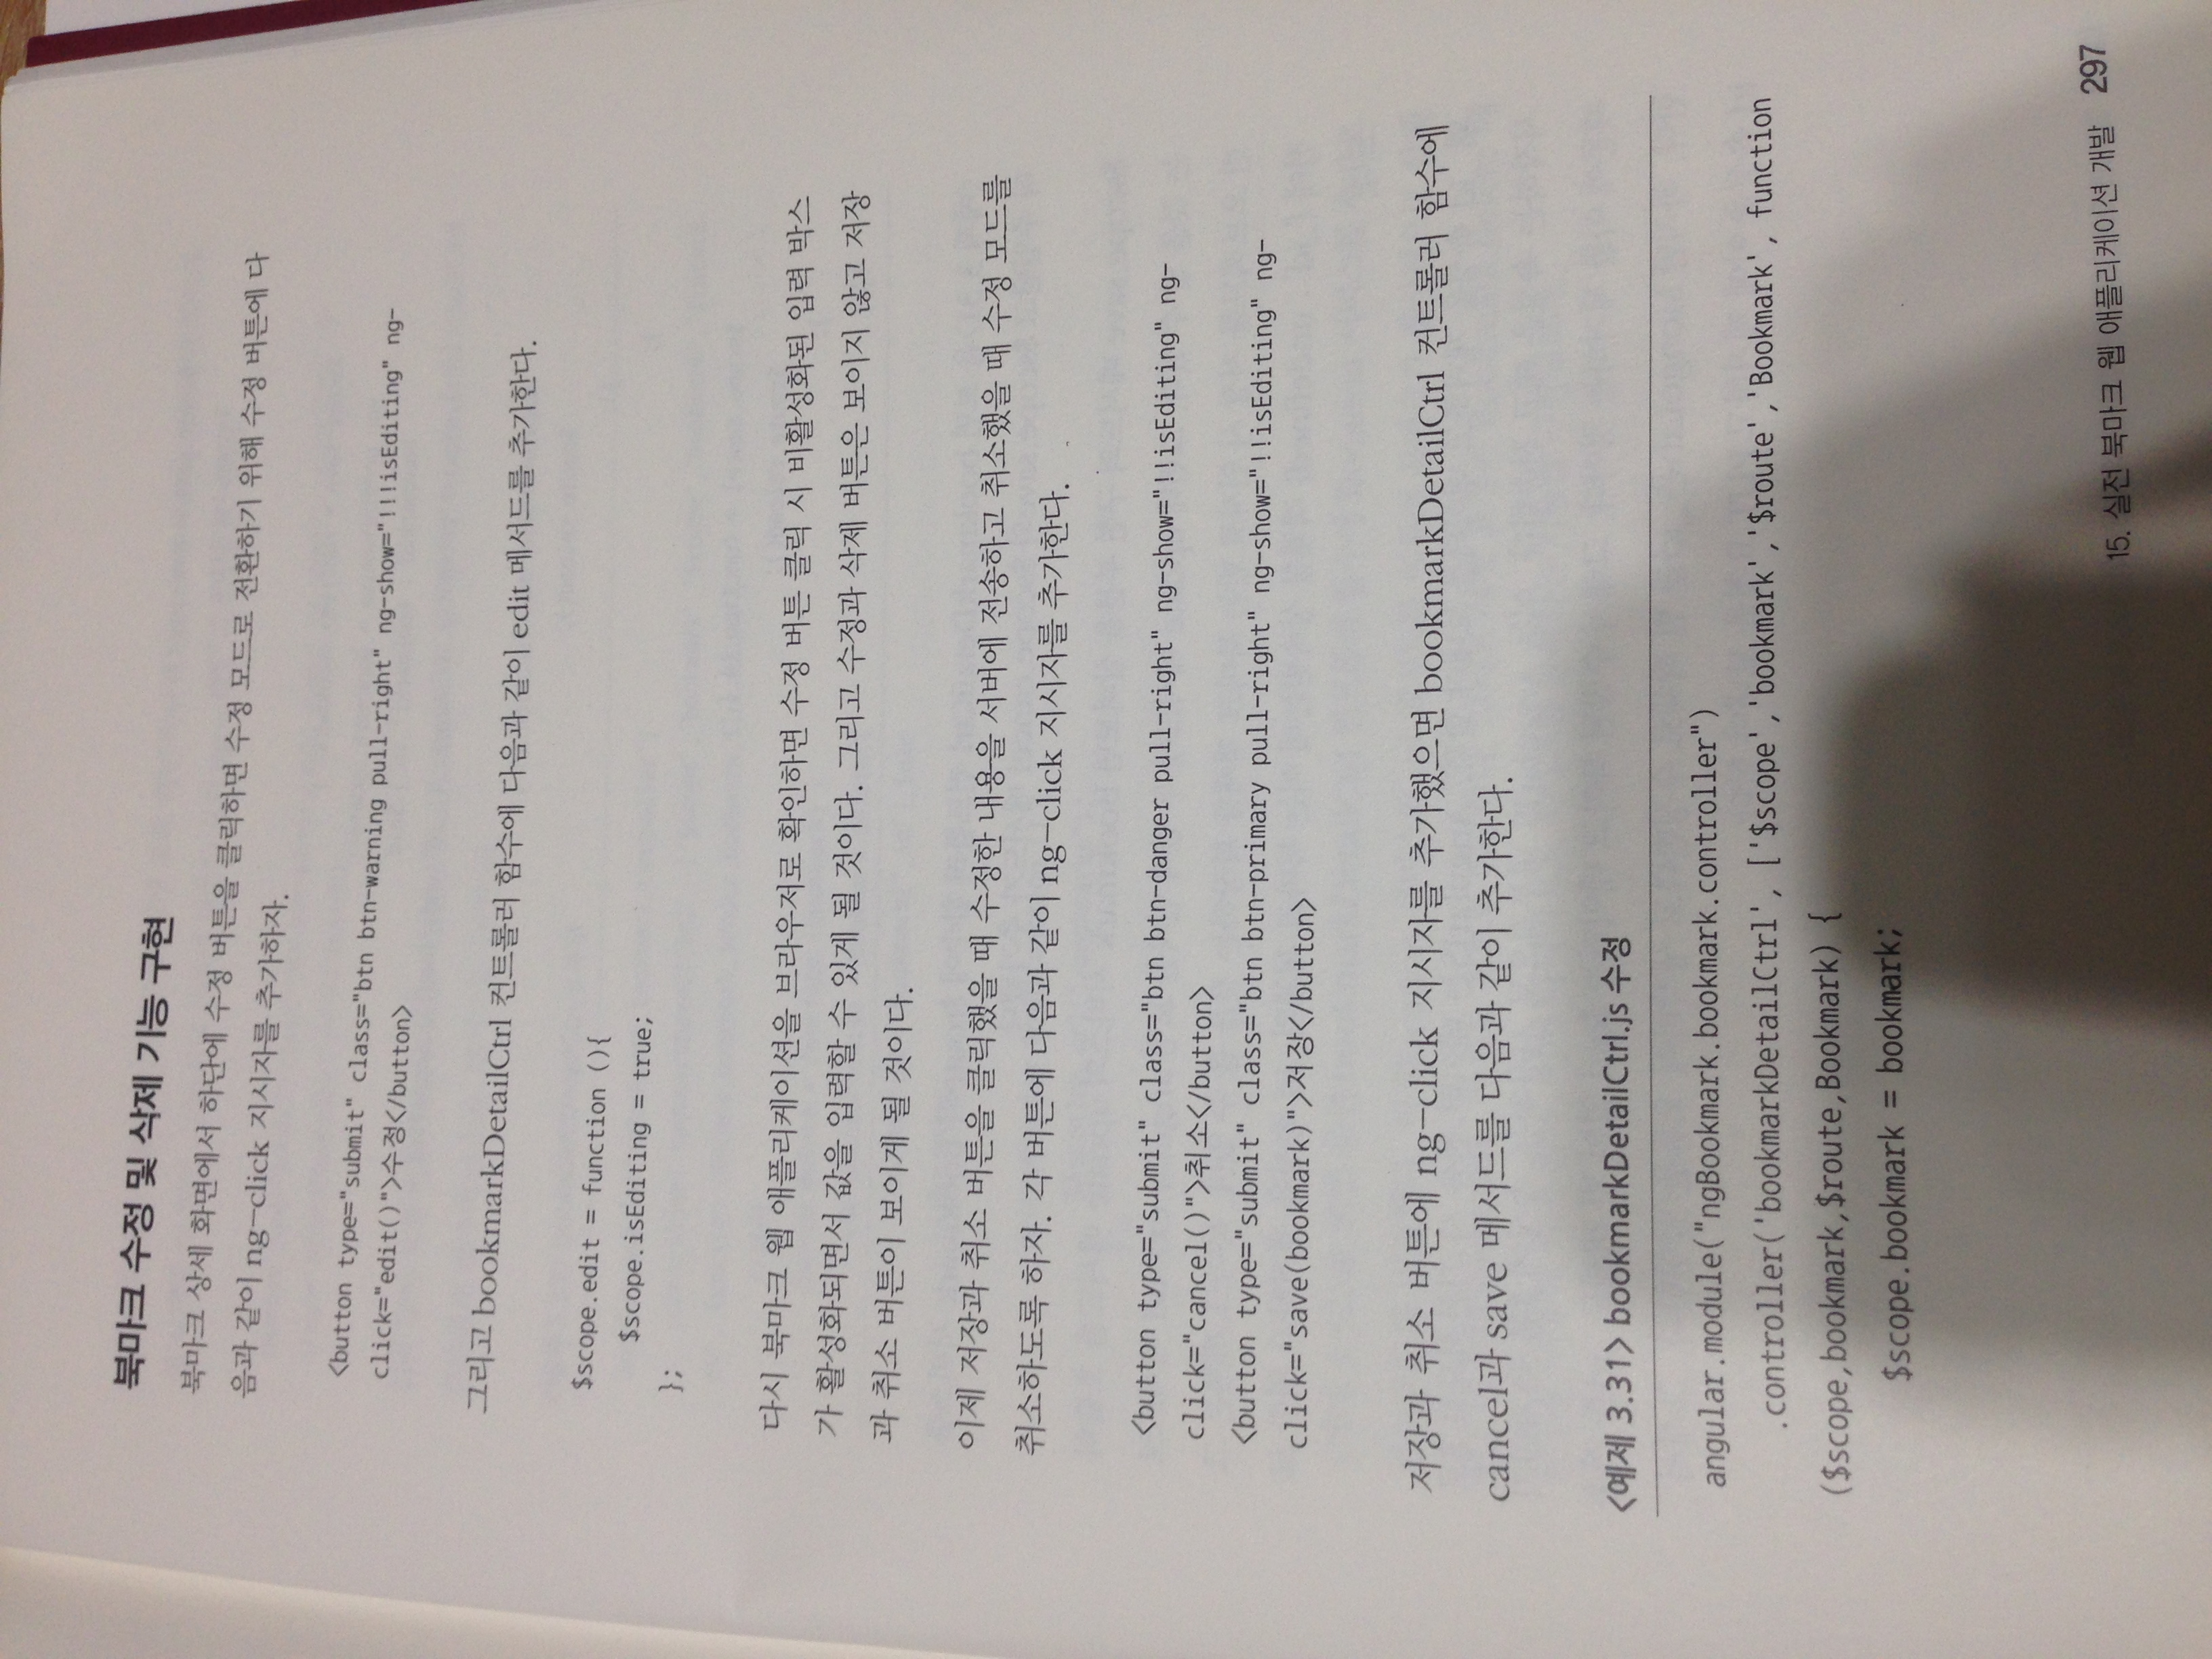 북마크 수정 및 삭제 기능 구현
북마크 상세 화면에서 하단에 수정 버튼을 클릭하면 수정 모드로 전환하기 위해 수정 버튼에 다
음과 같이 ng-click 지시자를 추가하자.
<button type="submit" class="btn btn-warning pull-right" ng-show="!!!isEditing" ng-
click="edit()">수정</button>
그리고 bookmarkDetailCtrl 컨트롤러 함수에 다음과 같이 edit 메서드를 추가한다.
$scope.edit = function (){
$scope.isEditing = true;
};
다시 북마크 웹 애플리케이션을 브라우저로 확인하면 수정 버튼 클릭 시 비활성화된 입력 박스
가 활성화되면서 값을 입력할 수 있게 될 것이다. 그리고 수정과 삭제 버튼은 보이지 않고 저장
과 취소 버튼이 보이게 될 것이다.
이제 저장과 취소 버튼을 클릭했을 때 수정한 내용을 서버에 전송하고 취소했을 때 수정 모드를
취소하도록 하자. 각 버튼에 다음과 같이 ng-click 지시자를 추가한다.
<button type="submit" class="btn btn-danger pull-right" ng-show="!!isEditing" ng-
click="cancel()">취소</button>
<button type="submit" class="btn btn-primary pull-right" ng-show="!!isEditing" ng-
click="save(bookmark)">저장</button>
저장과 취소 버튼에 ng-click 지시자를 추가했으면 bookmarkDetailCtrl 컨트롤러 함수에
cancel과 save 메서드를 다음과 같이 추가한다.
<예제 3.31> bookmarkDetailCtrl.js 수정
angular.module("ngBookmark.bookmark.controller")
.controller('bookmarkDetailCtrl', ['$scope','bookmark','$route','Bookmark', function
($scope,bookmark,$route,Bookmark) {
$scope.bookmark = bookmark;
15. 실전 북마크 웹 애플리케이션 개발 297